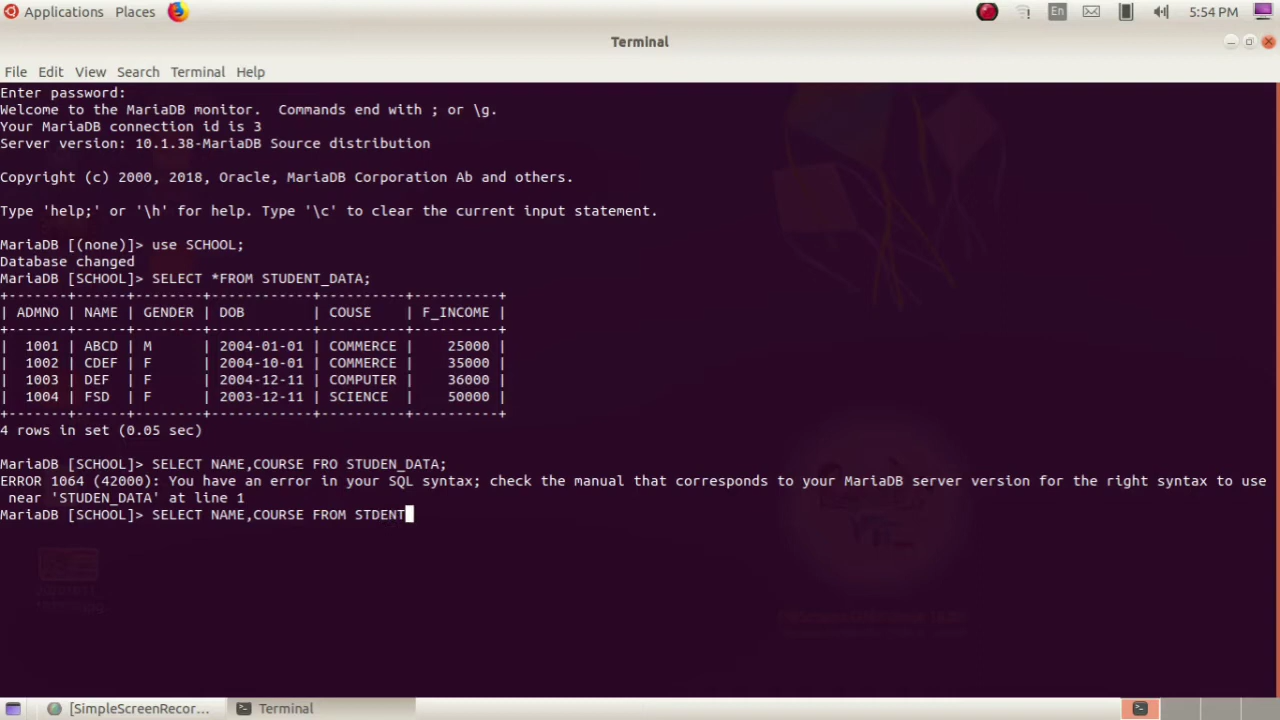 Applications Places En 5:54 PM
Terminal
File Edit View Search Terminal Help
Enter password:
Welcome to the MariaDB monitor.  Commands end with ; or \g.
Your MariaDB connection id is 3
Server version: 10.1.38-MariaDB Source distribution
Copyright (c) 2000, 2018, Oracle, MariaDB Corporation Ab and others.
Type 'help;' or '\h' for help. Type '\c' to clear the current input statement.
MariaDB [(none)]> use SCHOOL;
Database changed
MariaDB [SCHOOL]> SELECT *FROM STUDENT_DATA;
+-------+------+--------+------------+----------+----------+
| ADMNO | NAME | GENDER | DOB        | COUSE    | F_INCOME |
+-------+------+--------+------------+----------+----------+
|  1001 | ABCD | M      | 2004-01-01 | COMMERCE |    25000 |
|  1002 | CDEF | F      | 2004-10-01 | COMMERCE |    35000 |
|  1003 | DEF  | F      | 2004-12-11 | COMPUTER |    36000 |
|  1004 | FSD  | F      | 2003-12-11 | SCIENCE  |    50000 |
+-------+------+--------+------------+----------+----------+
4 rows in set (0.05 sec)
MariaDB [SCHOOL]> SELECT NAME,COURSE FRO STUDEN_DATA;
ERROR 1064 (42000): You have an error in your SQL syntax; check the manual that corresponds to your MariaDB server version for the right syntax to use
near 'STUDEN_DATA' at line 1
MariaDB [SCHOOL]> SELECT NAME,COURSE FROM STDENT
[SimpleScreenRecor... Terminal